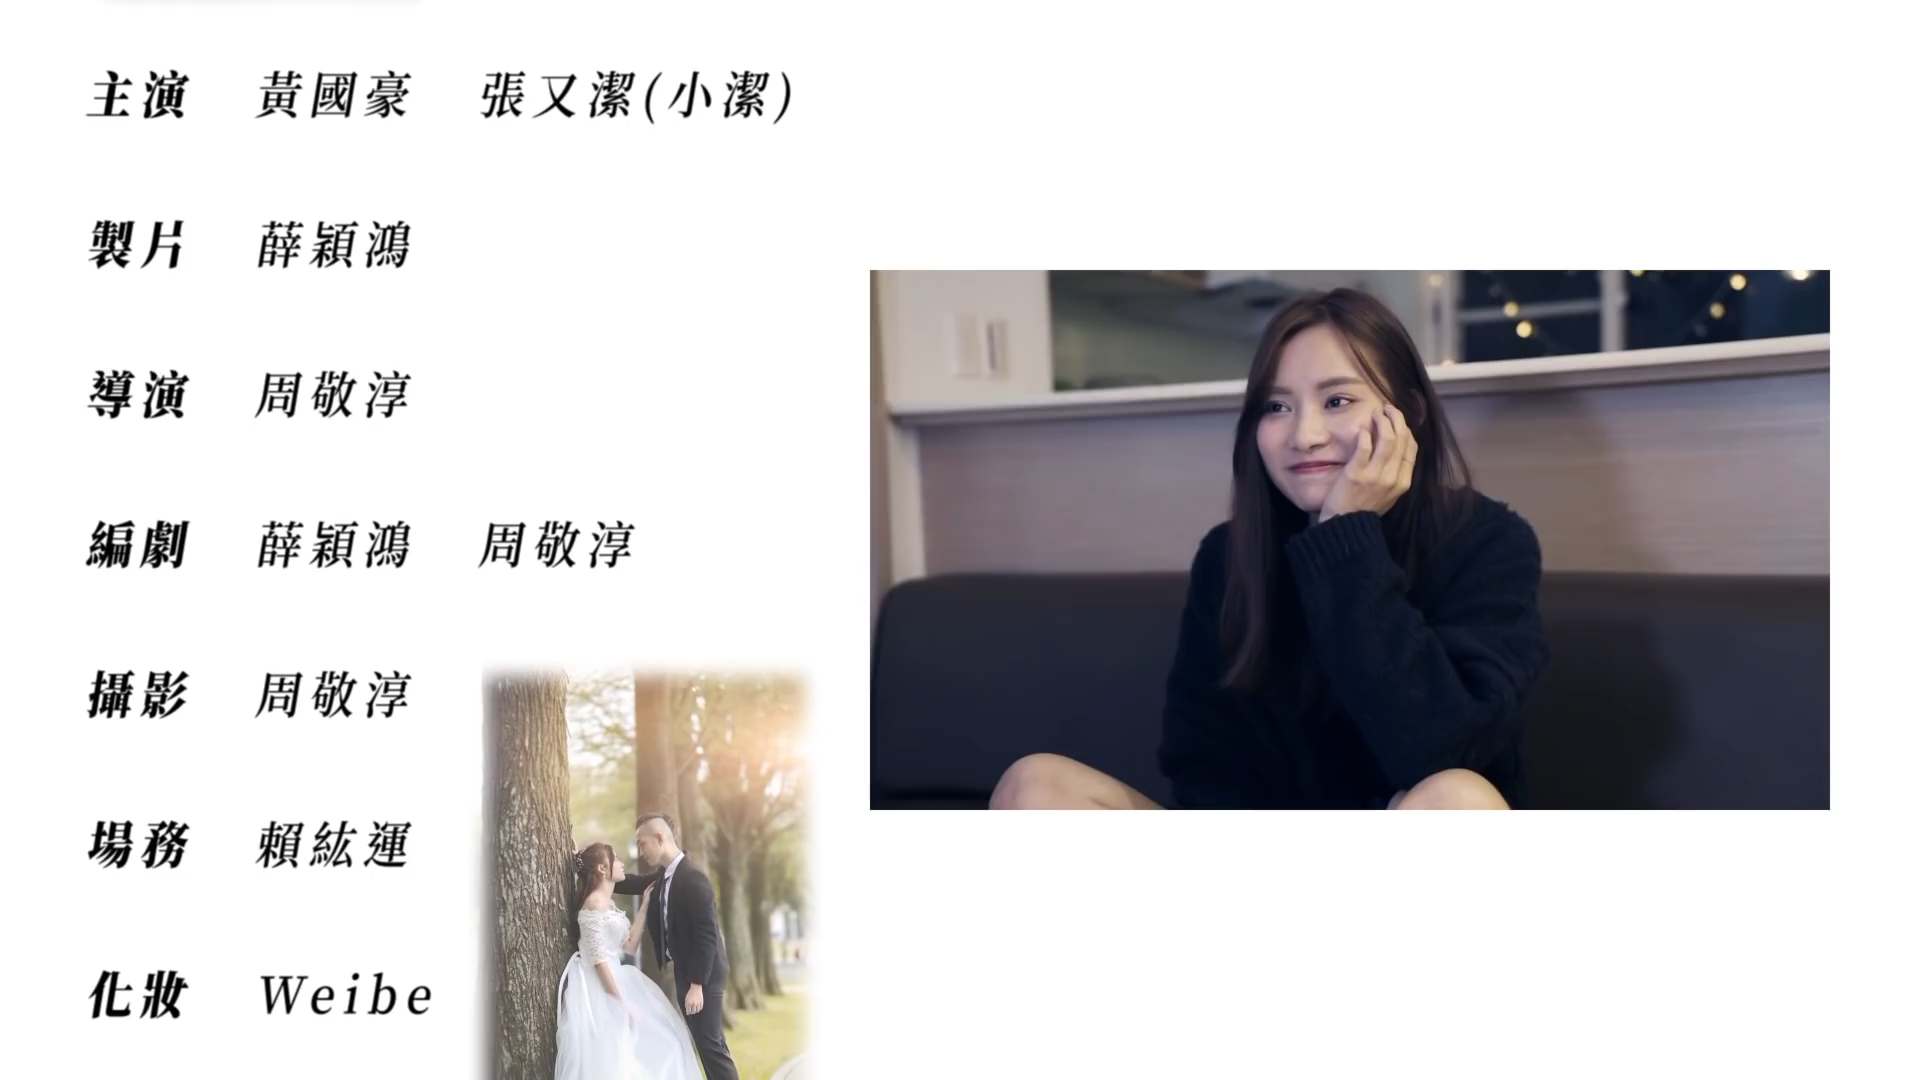 主演 黃國豪 張又潔(小潔)
製片 薛穎鴻
導演 周敬淳
編劇 薛穎鴻 周敬淳
攝影 周敬淳
場務 賴紘運
化妝 Weibe